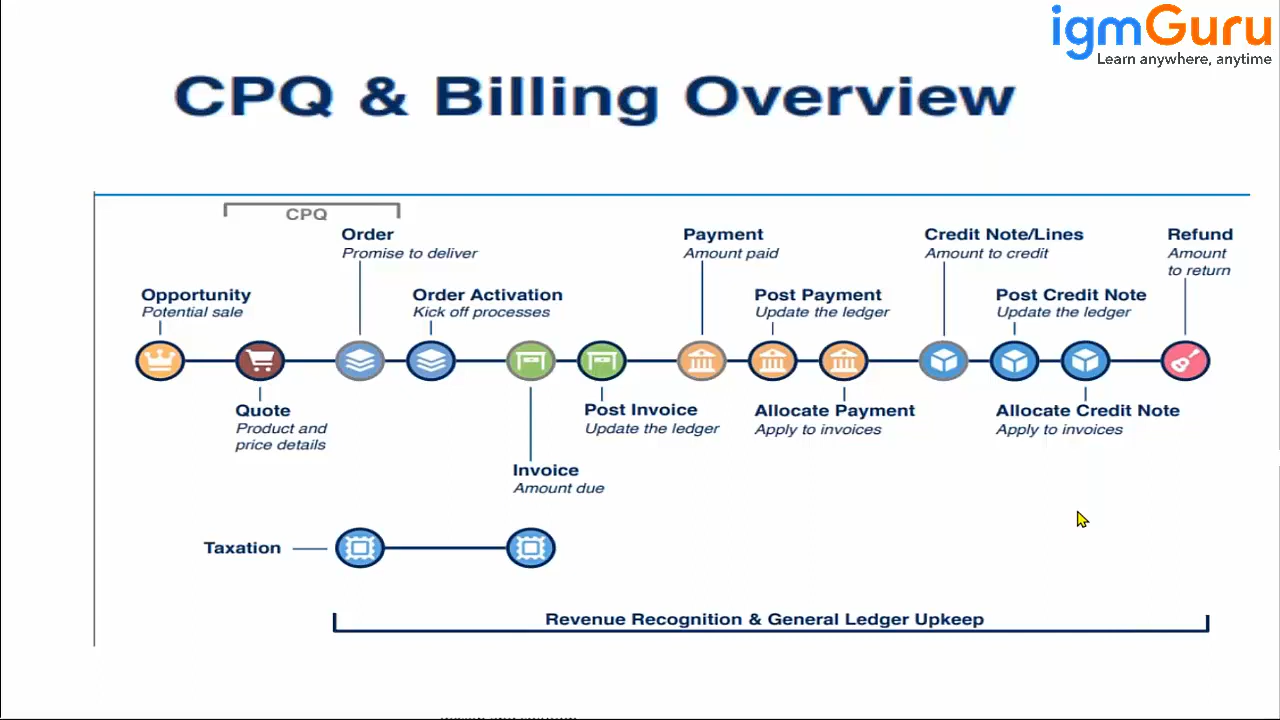 igmGuru
Learn anywhere, anytime
CPQ & Billing Overview
CPQ
Order
Promise to deliver
Payment
Amount paid
Credit Note/Lines
Amount to credit
Refund
Amount
to return
Opportunity
Potential sale
Order Activation
Kick off processes
Post Payment
Update the ledger
Post Credit Note
Update the ledger
Quote
Product and
price details
Post Invoice
Update the ledger
Allocate Payment
Apply to invoices
Allocate Credit Note
Apply to invoices
Invoice
Amount due
Taxation
Revenue Recognition & General Ledger Upkeep